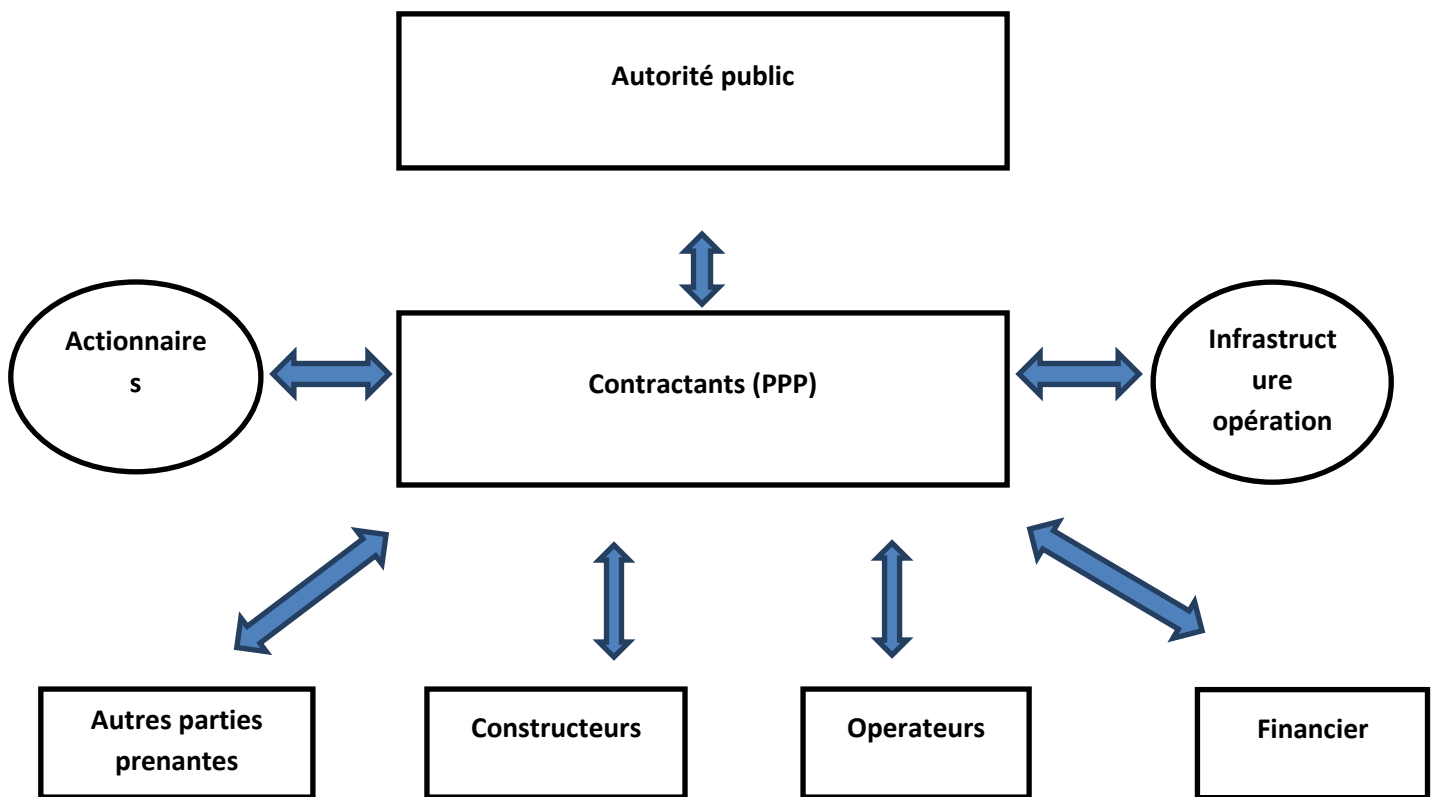 Autorité public
Actionnaire
s
Contractants (PPP)
Infrastruct
ure
opération
Autres parties
prenantes
Constructeurs
Operateurs
Financier